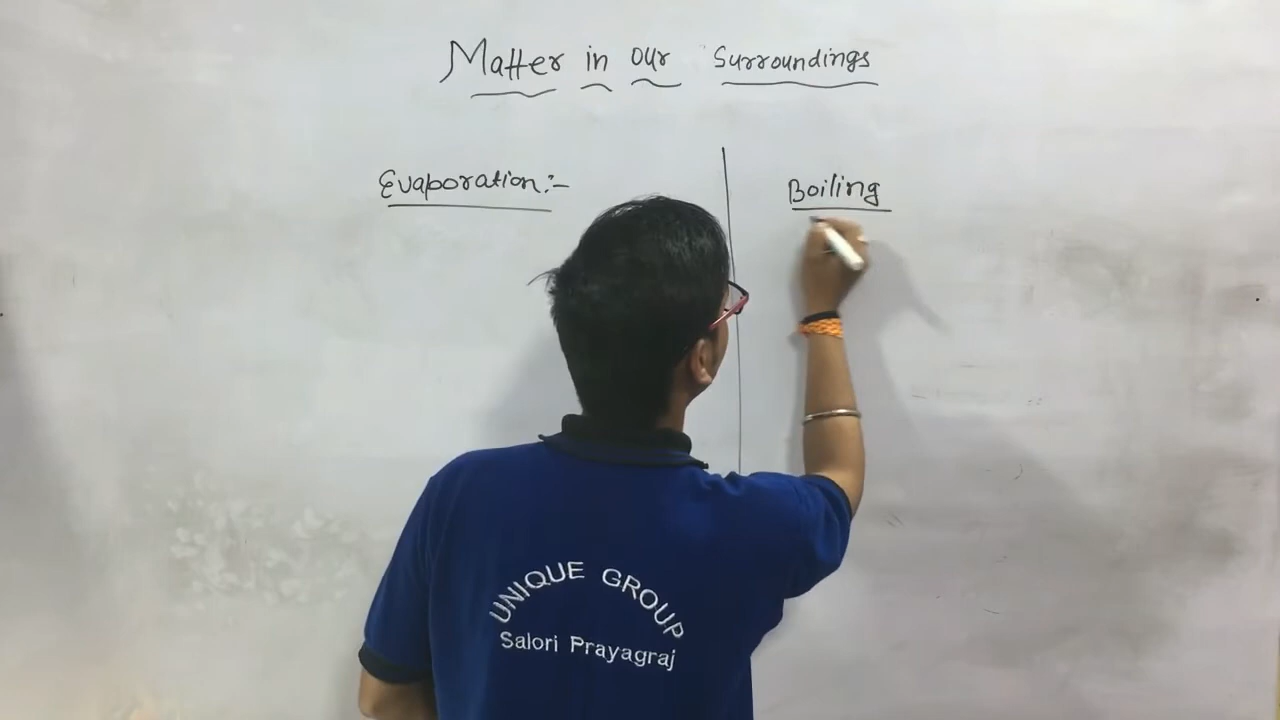 Matter in our Surroundings
Evaporation:-
Boiling
UNIQUE GROUP
Salori Prayagraj